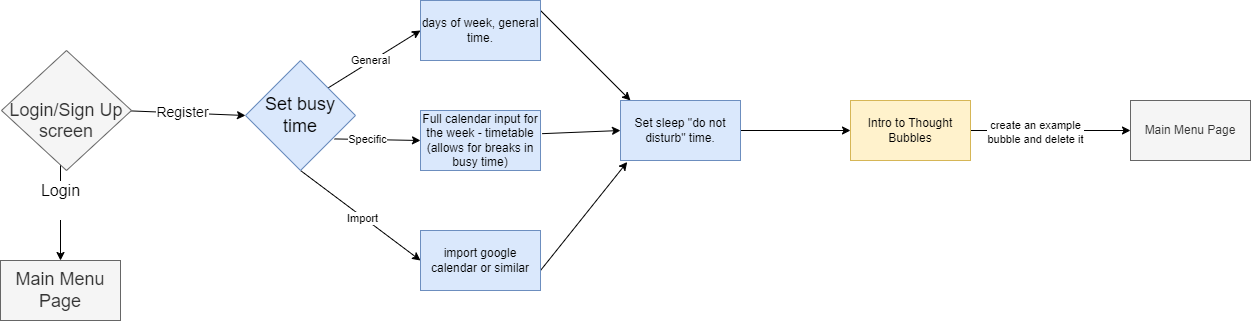 Login/Sign Up
screen
Login
Main Menu
Page
Register
Set busy
time
General
days of week, general
time.
Specific
Full calendar input for
the week - timetable
(allows for breaks in
busy time)
Import
import google
calendar or similar
Set sleep "do not
disturb" time.
Intro to Thought
Bubbles
create an example
bubble and delete it
Main Menu Page